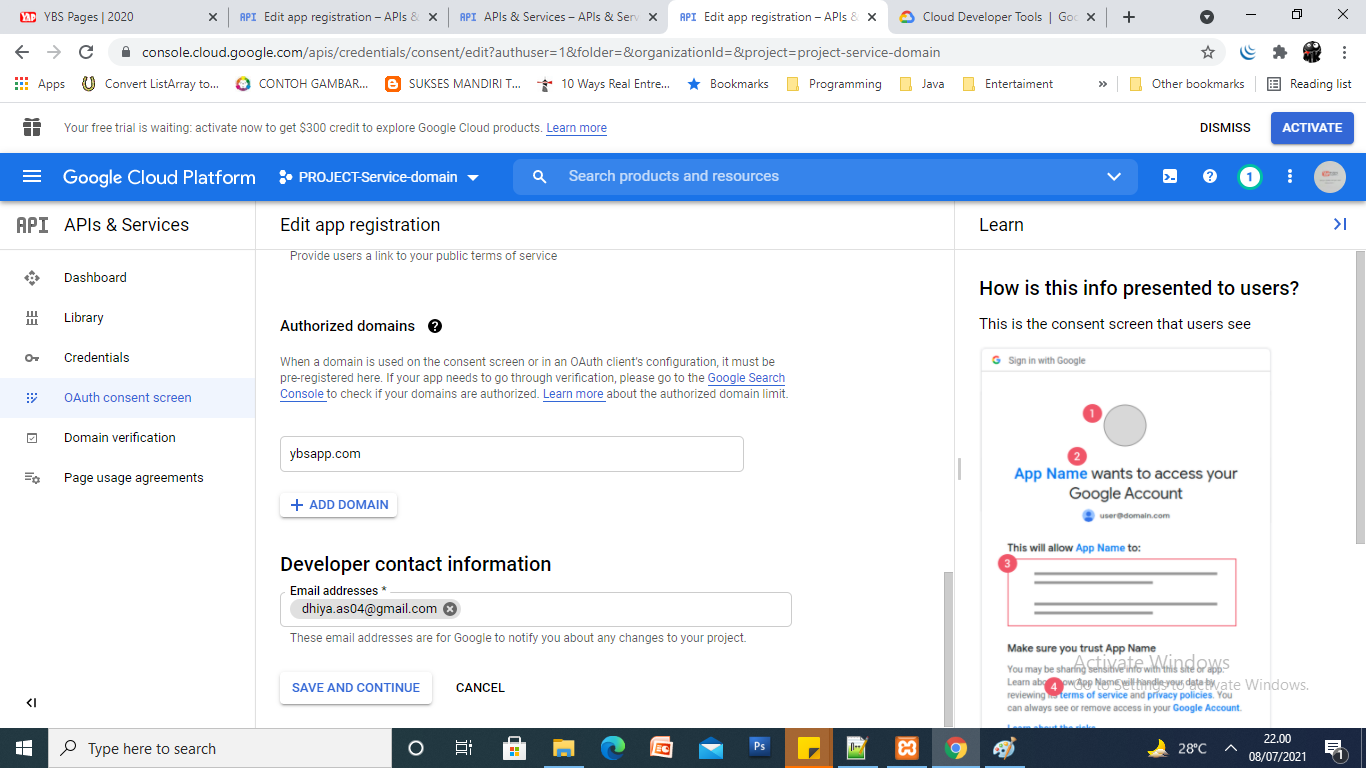 YBS Pages | 2020
Edit app registration – APIs &
APIs & Services – APIs & Serv
Edit app registration – APIs &
Cloud Developer Tools | Goo
console.cloud.google.com/apis/credentials/consent/edit?authuser=1&folder=&organizationId=&project=project-service-domain
Apps
Convert ListArray to...
CONTOH GAMBAR...
SUKSES MANDIRI T...
10 Ways Real Entre...
Bookmarks
Programming
Java
Entertaiment
»
Other bookmarks
Reading list
Your free trial is waiting: activate now to get $300 credit to explore Google Cloud products. Learn more
DISMISS
ACTIVATE
Google Cloud Platform
PROJECT-Service-domain
Search products and resources
1
API APIs & Services
Dashboard
Library
Credentials
OAuth consent screen
Domain verification
Page usage agreements
Edit app registration
Provide users a link to your public terms of service
Authorized domains
When a domain is used on the consent screen or in an OAuth client's configuration, it must be
pre-registered here. If your app needs to go through verification, please go to the Google Search
Console to check if your domains are authorized. Learn more about the authorized domain limit.
ybsapp.com
+ ADD DOMAIN
Developer contact information
Email addresses *
dhiya.as04@gmail.com
These email addresses are for Google to notify you about any changes to your project.
SAVE AND CONTINUE
CANCEL
Learn
How is this info presented to users?
This is the consent screen that users see
Sign in with Google
1
2
App Name wants to access your
Google Account
user@domain.com
This will allow App Name to:
3
Make sure you trust App Name
You may be sharing sensitive info with this site or app.
Learn about how App Name will handle your data by
4
reviewing its terms of service and privacy policies. You
can always see or remove access in your Google Account.
Learn about the risks
Activate Windows
Go to Settings to activate Windows.
Type here to search
Ps
28°C
22.00
08/07/2021
1